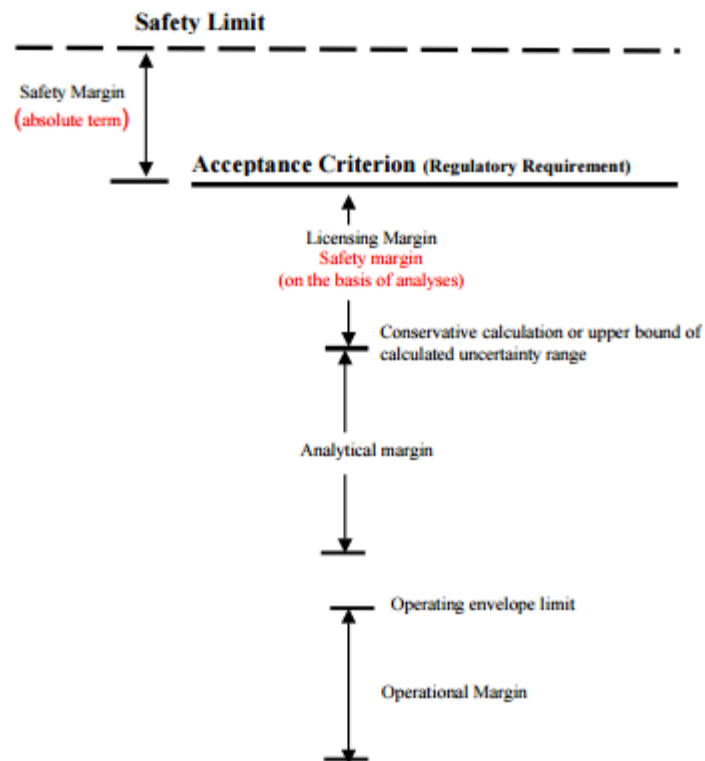 Safety Limit
Safety Margin
(absolute term)
Acceptance Criterion (Regulatory Requirement)
Licensing Margin
Safety margin
(on the basis of analyses)
Conservative calculation or upper bound of
calculated uncertainty range
Analytical margin
Operating envelope limit
Operational Margin